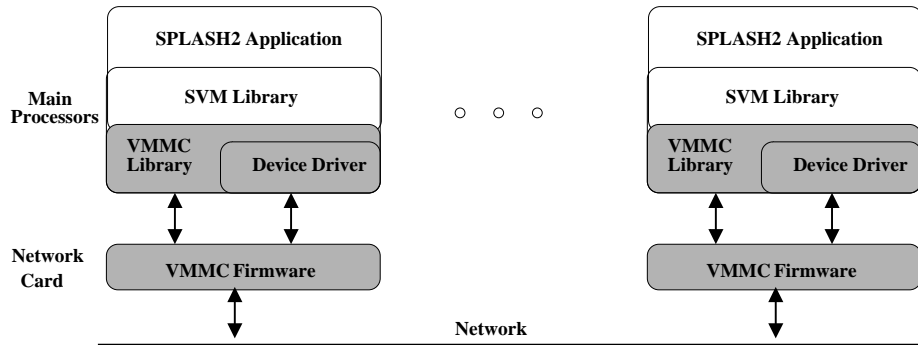 SPLASH2 Application
SPLASH2 Application
SVM Library
SVM Library
Main
Processors
VMMC
Library
Device Driver
VMMC
Library
Device Driver
Network
Card
VMMC Firmware
VMMC Firmware
Network